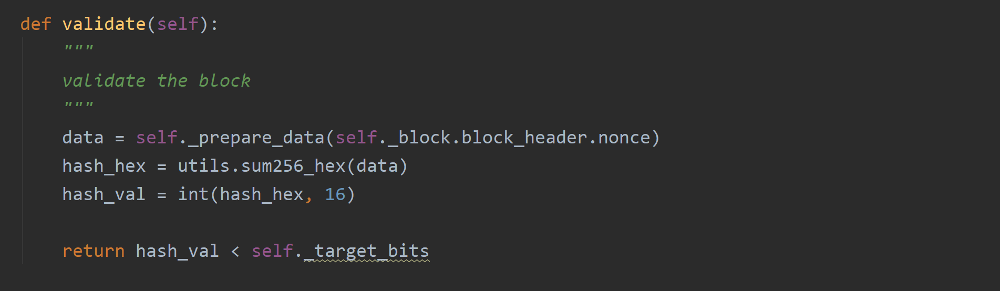 def validate(self):
    """
    validate the block
    """
    data = self._prepare_data(self._block.block_header.nonce)
    hash_hex = utils.sum256_hex(data)
    hash_val = int(hash_hex, 16)
    return hash_val < self._target_bits